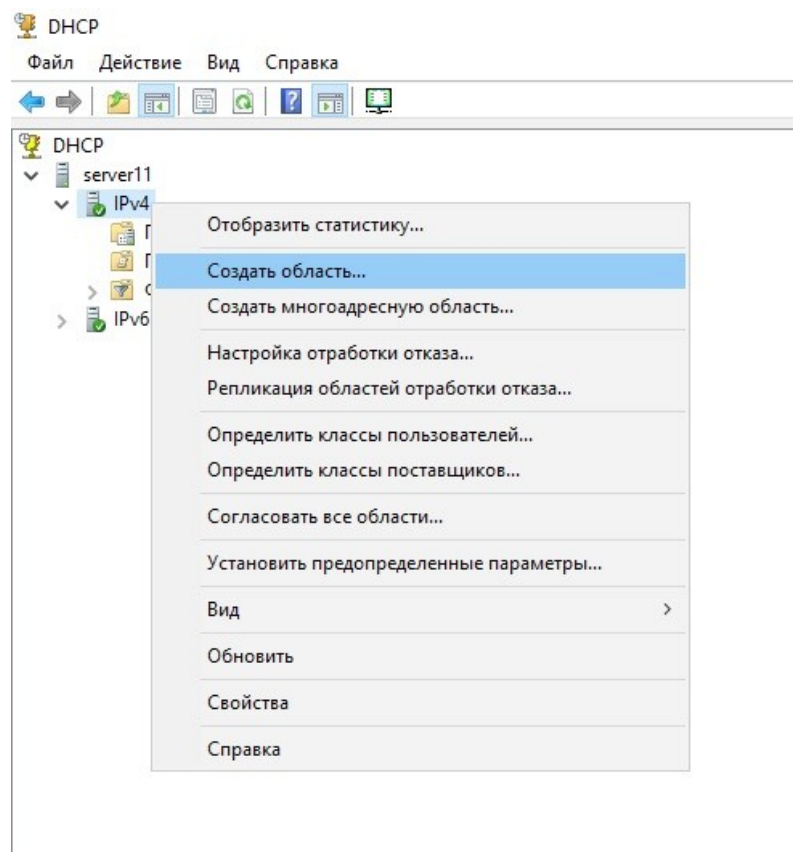 DHCP
Файл Действие Вид Справка
DHCP
server11
IPv4
IPv6
Отобразить статистику...
Создать область...
Создать многоадресную область...
Настройка отработки отказа...
Репликация областей отработки отказа...
Определить классы пользователей...
Определить классы поставщиков...
Согласовать все области...
Установить предопределенные параметры...
Вид
Обновить
Свойства
Справка